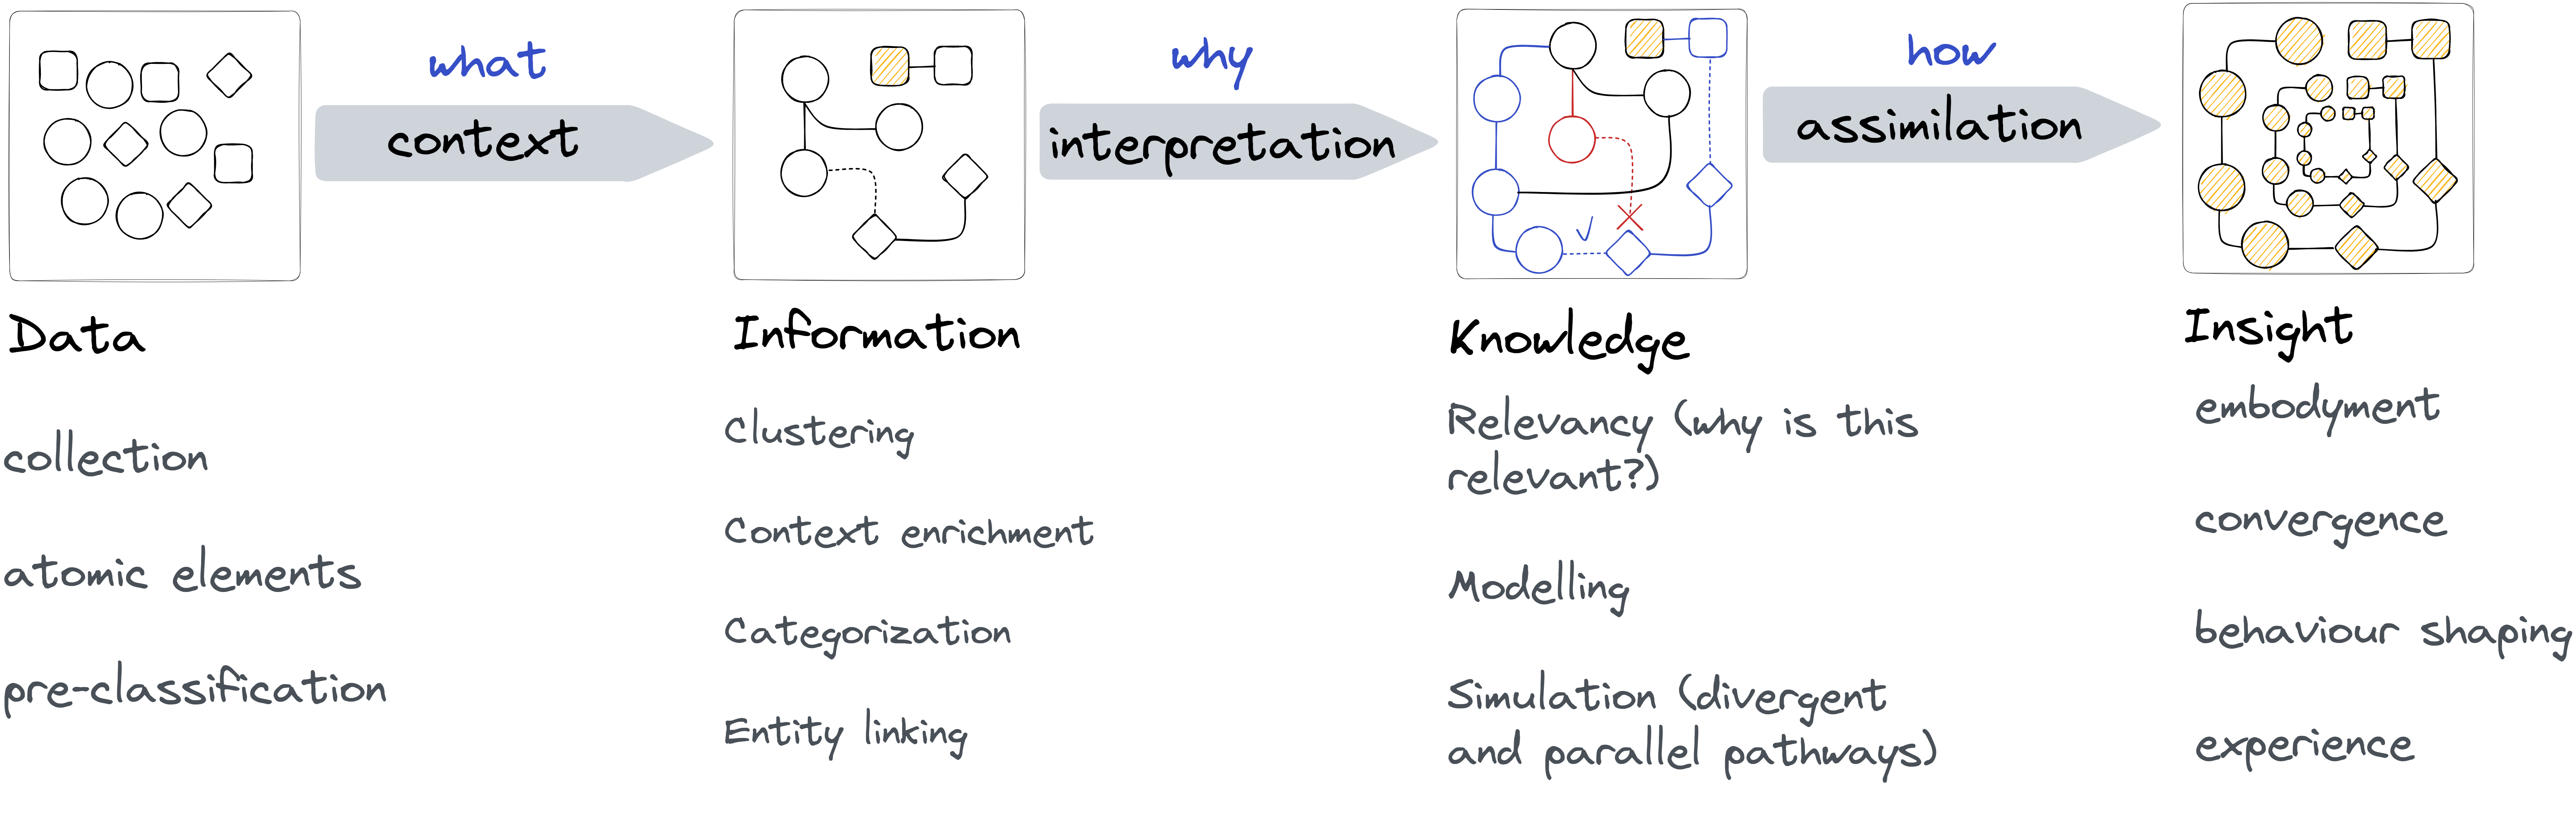 what
context
why
interpretation
how
assimilation
Data
collection
atomic elements
pre-classification
Information
Clustering
Context enrichment
Categorization
Entity linking
Knowledge
Relevancy (why is this
relevant?)
Modelling
Simulation (divergent
and parallel pathways)
Insight
embodyment
convergence
behaviour shaping
experience